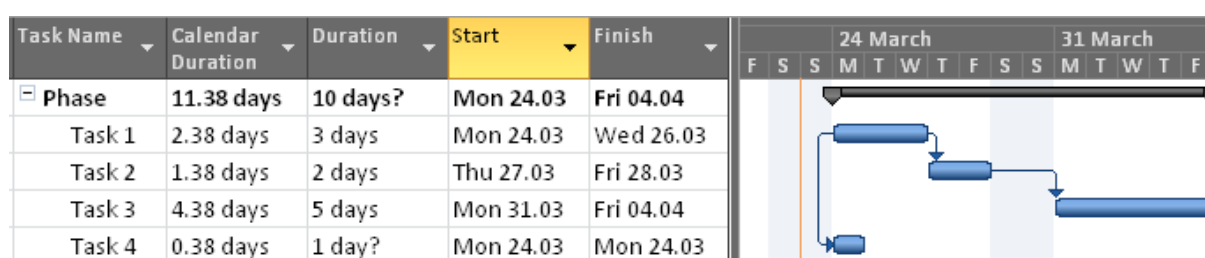 Task Name Calendar Duration Duration Start Finish 24 March 31 March
F S S M T W T F S S M T W T F
Phase 11.38 days 10 days? Mon 24.03 Fri 04.04
Task 1 2.38 days 3 days Mon 24.03 Wed 26.03
Task 2 1.38 days 2 days Thu 27.03 Fri 28.03
Task 3 4.38 days 5 days Mon 31.03 Fri 04.04
Task 4 0.38 days 1 day? Mon 24.03 Mon 24.03